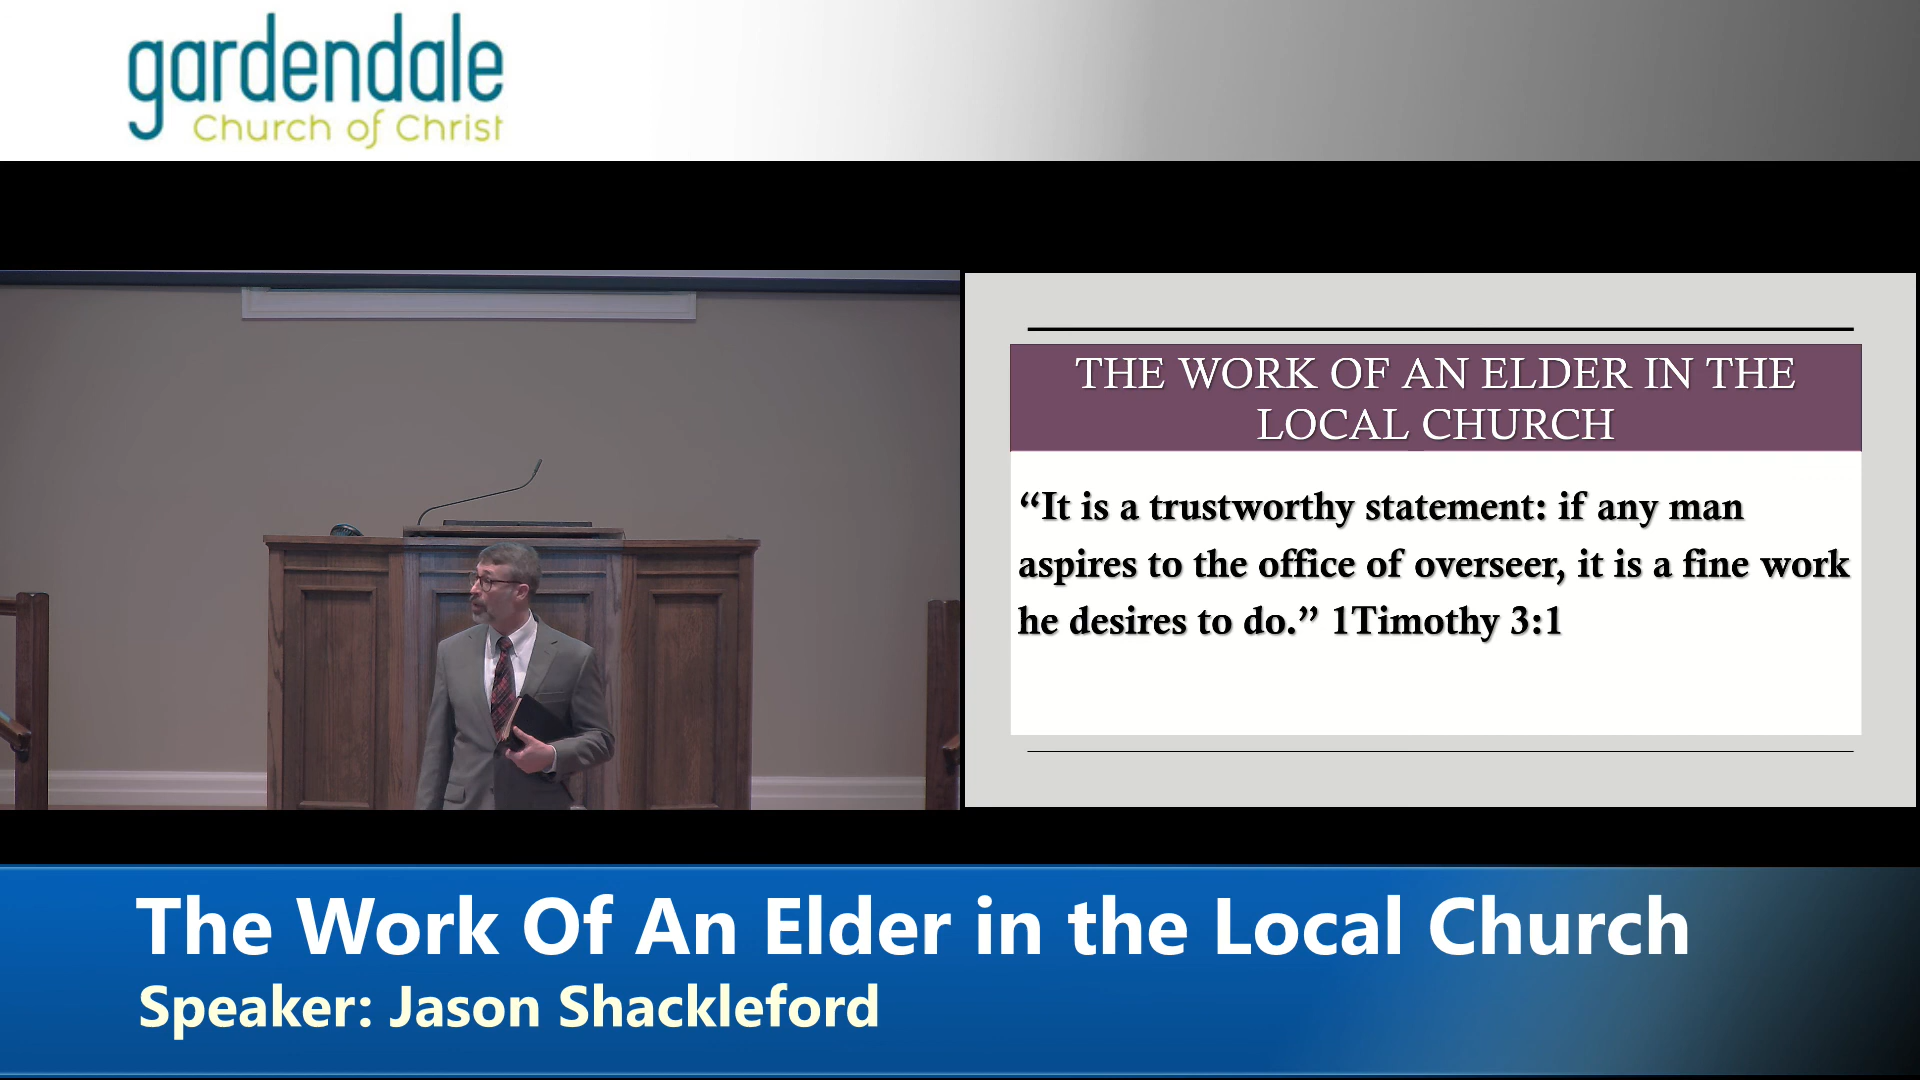 gardendale
Church of Christ
THE WORK OF AN ELDER IN THE
LOCAL CHURCH
“It is a trustworthy statement: if any man
aspires to the office of overseer, it is a fine work
he desires to do.” 1Timothy 3:1
The Work Of An Elder in the Local Church
Speaker: Jason Shackleford